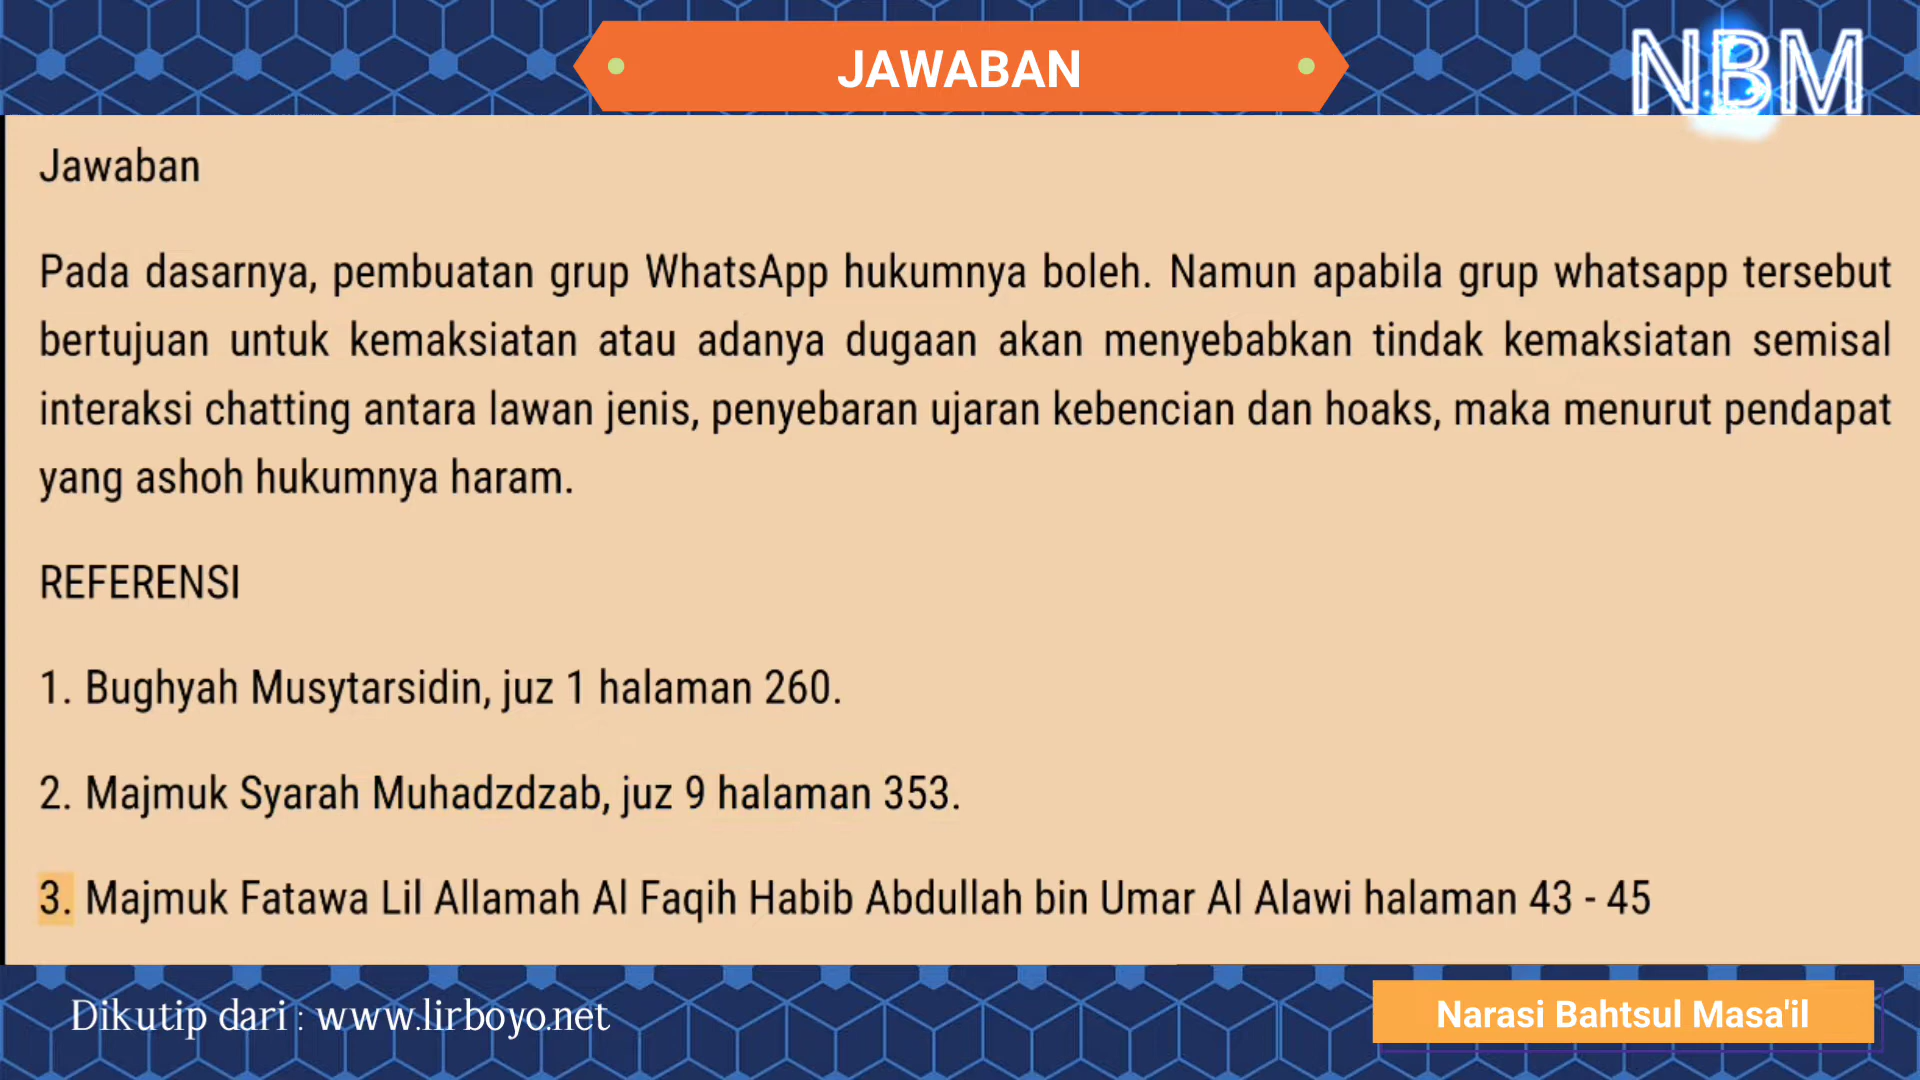 JAWABAN
NBM
Jawaban
Pada dasarnya, pembuatan grup WhatsApp hukumnya boleh. Namun apabila grup whatsapp tersebut
bertujuan untuk kemaksiatan atau adanya dugaan akan menyebabkan tindak kemaksiatan semisal
interaksi chatting antara lawan jenis, penyebaran ujaran kebencian dan hoaks, maka menurut pendapat
yang ashoh hukumnya haram.
REFERENSI
1. Bughyah Musytarsidin, juz 1 halaman 260.
2. Majmuk Syarah Muhadzdzab, juz 9 halaman 353.
3. Majmuk Fatawa Lil Allamah Al Faqih Habib Abdullah bin Umar Al Alawi halaman 43 - 45
Dikutip dari : www.lirboyo.net
Narasi Bahtsul Masa'il